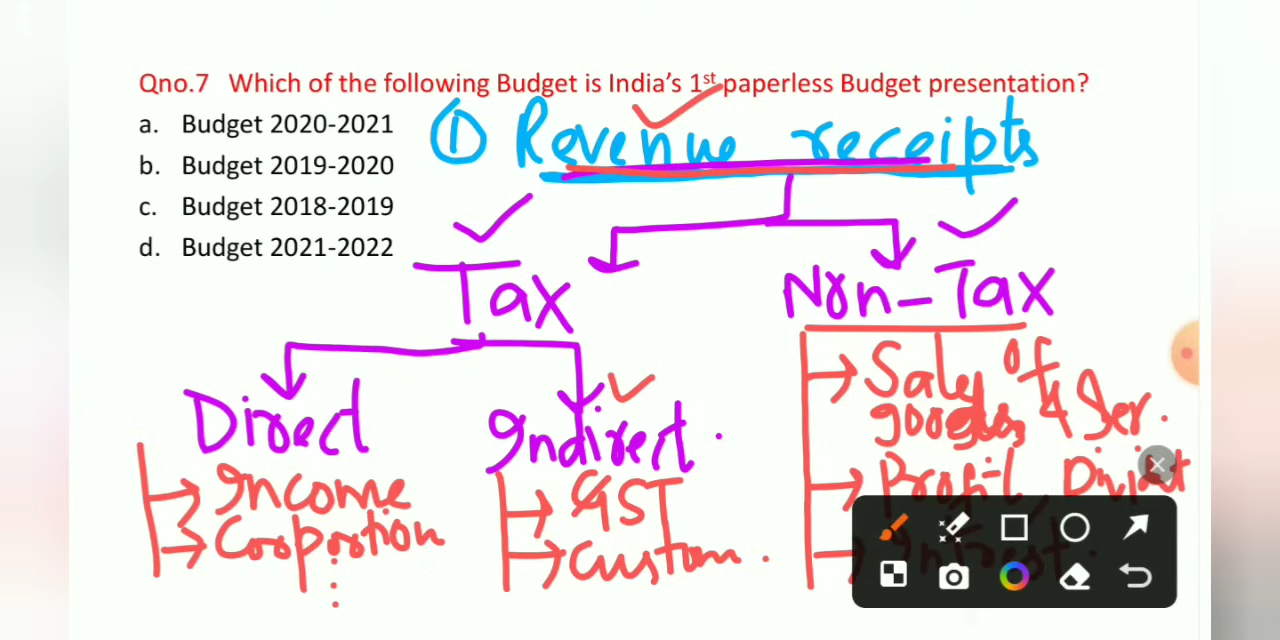 Qno.7 Which of the following Budget is India's 1st paperless Budget presentation?
a. Budget 2020-2021
b. Budget 2019-2020
c. Budget 2018-2019
d. Budget 2021-2022
① Revenue receipts
Tax
Non-Tax
Direct
Indirect.
→ Income
→
→ GST
→ Custom.
→ Sales of
goods & Ser.
→ Profit,